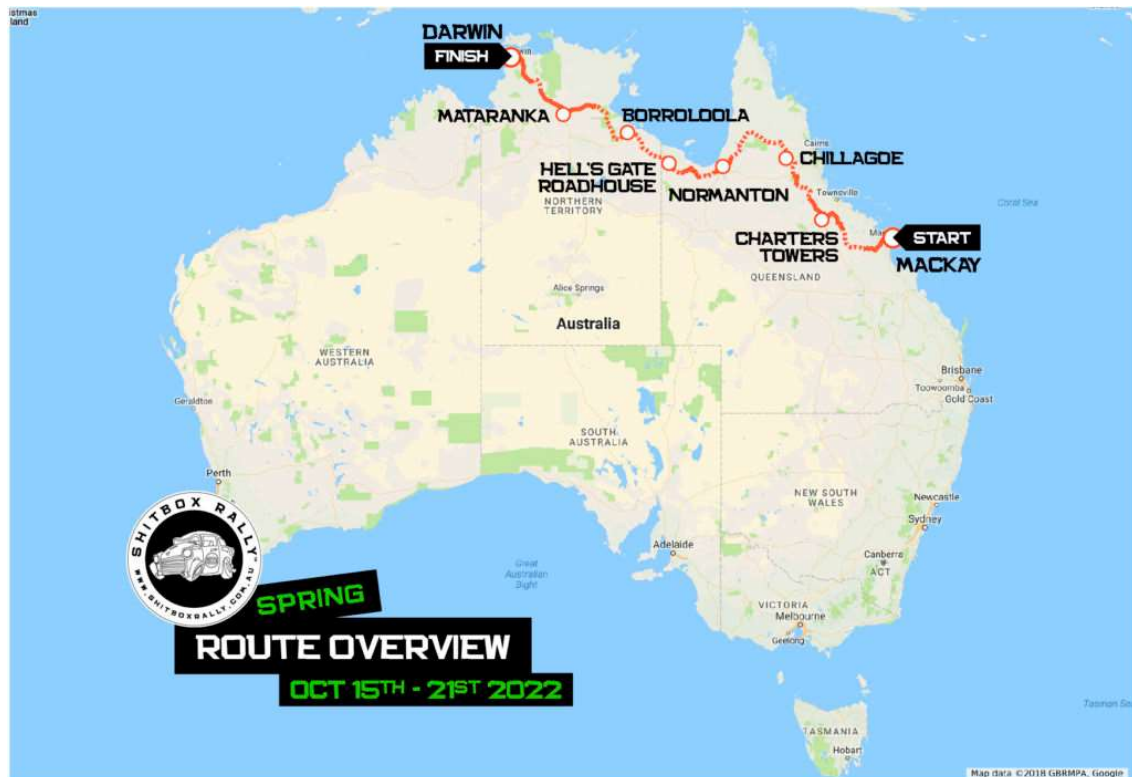 istmas
land
DARWIN
FINISH
MATARANKA
BORROLOOLA
HELL'S GATE
ROADHOUSE
NORMANTON
Cairns
CHILLAGOE
Townsville
CHARTERS
TOWERS
START
MACKAY
Coral Sea
NORTHERN
TERRITORY
QUEENSLAND
Alice Springs
Australia
WESTERN
AUSTRALIA
Brisbane
Toowoomba
Gold Coast
Geraldton
SOUTH
AUSTRALIA
Perth
NEW SOUTH
WALES
Newcastle
Sydney
Adelaide
Canberra
ACT
Great
Australian
Bight
VICTORIA
Melbourne
Geelong
SHITBOX RALLY
WWW.SHITBOXRALLY.COM.AU
SPRING
ROUTE OVERVIEW
OCT 15TH - 21ST 2022
TASMANIA
Hobart
Tasman Se
Map data ©2018 GBRMPA, Google